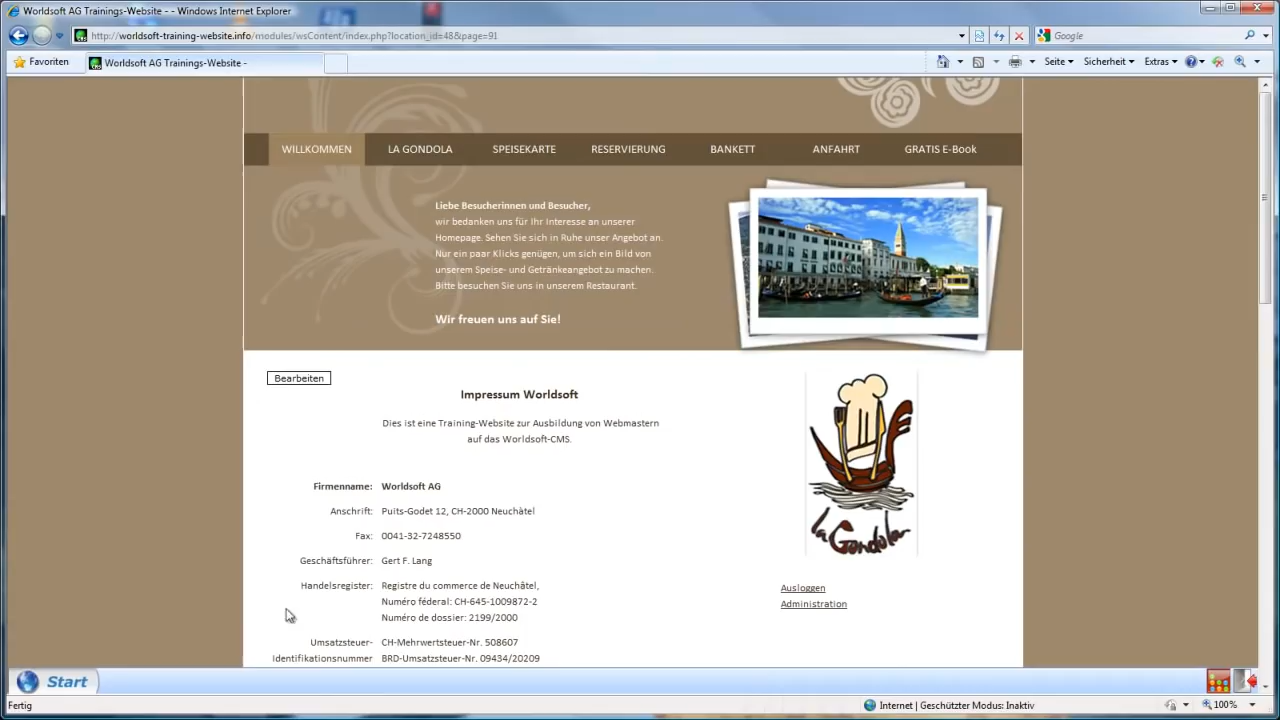 Worldsoft AG Trainings-Website - - Windows Internet Explorer
http://worldsoft-training-website.info/modules/wsContent/index.php?location_id=48&page=91
Google
Favoriten
Worldsoft AG Trainings-Website -
Seite
Sicherheit
Extras
WILLKOMMEN
LA GONDOLA
SPEISEKARTE
RESERVIERUNG
BANKETT
ANFAHRT
GRATIS E-Book
Liebe Besucherinnen und Besucher,
wir bedanken uns für Ihr Interesse an unserer
Homepage. Sehen Sie sich in Ruhe unser Angebot an.
Nur ein paar Klicks genügen, um sich ein Bild von
unserem Speise- und Getränkeangebot zu machen.
Bitte besuchen Sie uns in unserem Restaurant.
Wir freuen uns auf Sie!
Bearbeiten
Impressum Worldsoft
Dies ist eine Training-Website zur Ausbildung von Webmastern
auf das Worldsoft-CMS.
Firmenname: Worldsoft AG
Anschrift: Puits-Godet 12, CH-2000 Neuchàtel
Fax: 0041-32-7248550
Geschäftsführer: Gert F. Lang
Handelsregister: Registre du commerce de Neuchâtel,
Numéro féderal: CH-645-1009872-2
Numéro de dossier: 2199/2000
Umsatzsteuer- CH-Mehrwertsteuer-Nr. 508607
Identifikationsnummer BRD-Umsatzsteuer-Nr. 09434/20209
la Gondola
Ausloggen
Administration
Start
Fertig
Internet | Geschützter Modus: Inaktiv
100%